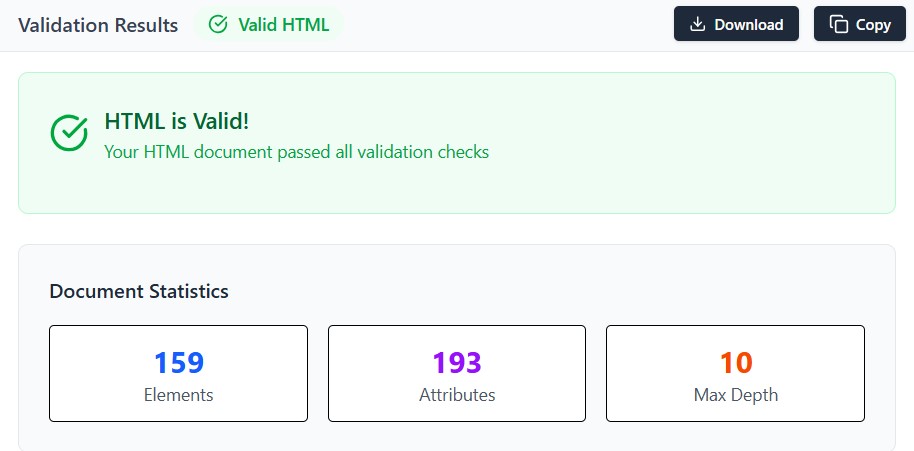 Validation Results Valid HTML Download Copy
HTML is Valid!
Your HTML document passed all validation checks
Document Statistics
159 193 10
Elements Attributes Max Depth